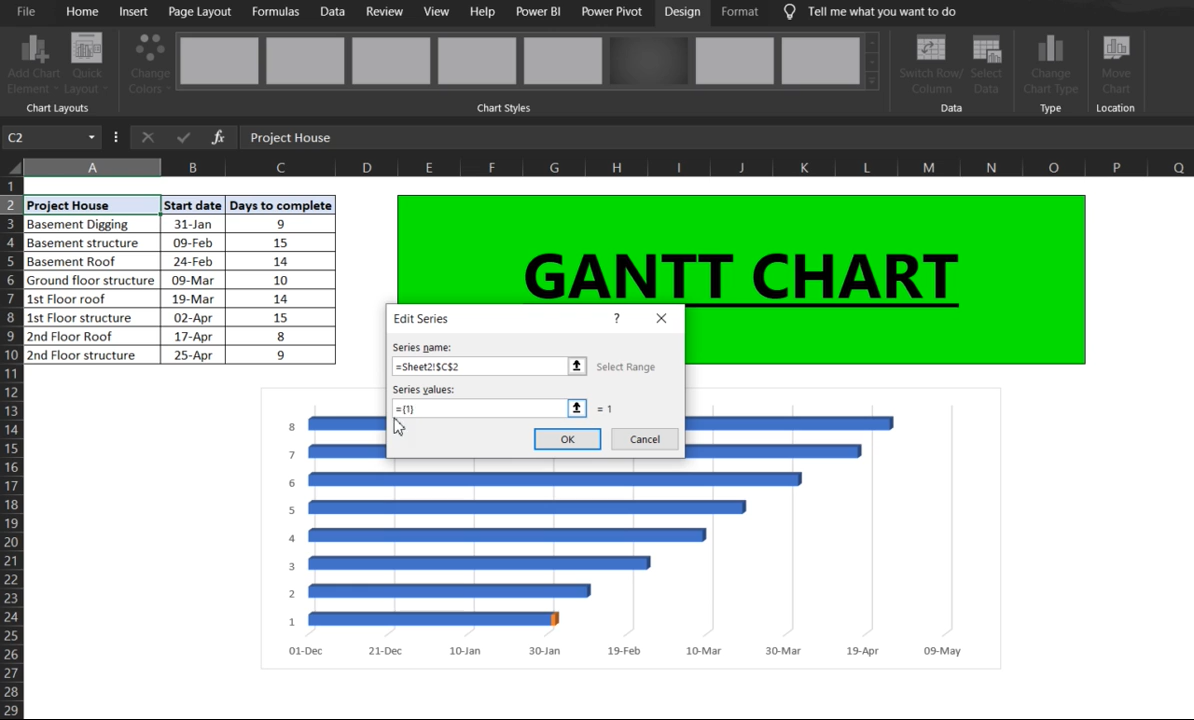 File Home Insert Page Layout Formulas Data Review View Help Power BI Power Pivot Design Format Tell me what you want to do
Add Chart Element Quick Layout Change Colors Switch Row/ Column Select Data Change Chart Type Move Chart
Chart Layouts Chart Styles Data Type Location
C2 fx Project House
A B C D E F G H I J K L M N O P Q
1
2 Project House Start date Days to complete
3 Basement Digging 31-Jan 9
4 Basement structure 09-Feb 15
5 Basement Roof 24-Feb 14
6 Ground floor structure 09-Mar 10
7 1st Floor roof 19-Mar 14
8 1st Floor structure 02-Apr 15
9 2nd Floor Roof 17-Apr 8
10 2nd Floor structure 25-Apr 9
11
12
13
14
15
16
17
18
19
20
21
22
23
24
25
26
27
28
29
GANTT CHART
Edit Series ?
Series name:
=Sheet2!$C$2 Select Range
Series values:
={1} = 1
OK Cancel
8
7
6
5
4
3
2
1
01-Dec 21-Dec 10-Jan 30-Jan 19-Feb 10-Mar 30-Mar 19-Apr 09-May